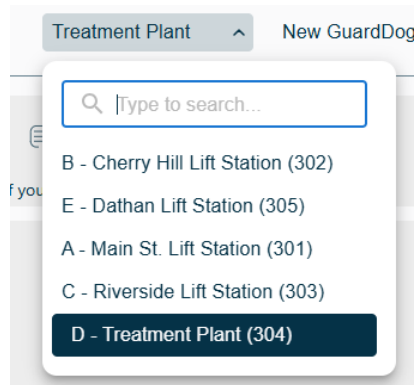 Treatment Plant New GuardDog
Type to search...
B - Cherry Hill Lift Station (302)
E - Dathan Lift Station (305)
f you
A - Main St. Lift Station (301)
C - Riverside Lift Station (303)
D - Treatment Plant (304)